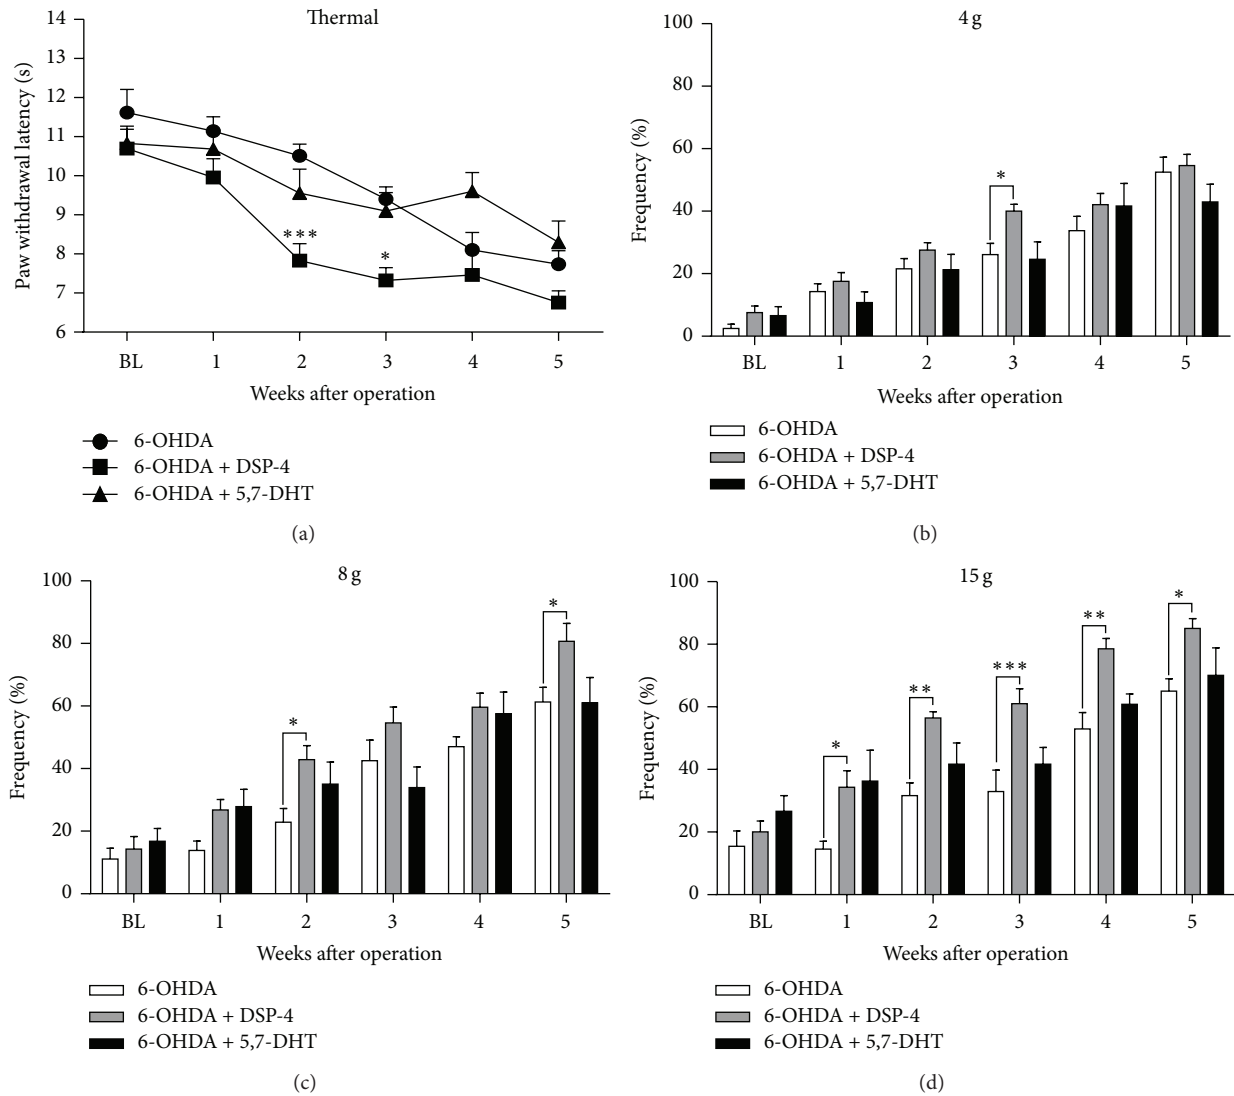 Thermal
14
13
12
11
10
9
8
7
6
Paw withdrawal latency (s)
***
*
BL 1 2 3 4 5
Weeks after operation
6-OHDA
6-OHDA + DSP-4
6-OHDA + 5,7-DHT
(a)
4 g
100
80
60
40
20
0
Frequency (%)
*
BL 1 2 3 4 5
Weeks after operation
6-OHDA
6-OHDA + DSP-4
6-OHDA + 5,7-DHT
(b)
8 g
100
80
60
40
20
0
Frequency (%)
*
*
BL 1 2 3 4 5
Weeks after operation
6-OHDA
6-OHDA + DSP-4
6-OHDA + 5,7-DHT
(c)
15 g
100
80
60
40
20
0
Frequency (%)
*
**
***
**
*
BL 1 2 3 4 5
Weeks after operation
6-OHDA
6-OHDA + DSP-4
6-OHDA + 5,7-DHT
(d)